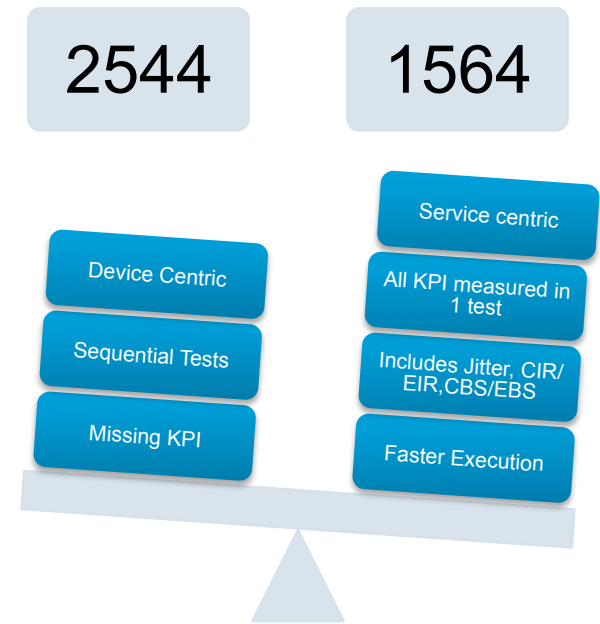 2544
1564
Device Centric
Sequential Tests
Missing KPI
Service centric
All KPI measured in
1 test
Includes Jitter, CIR/
EIR,CBS/EBS
Faster Execution